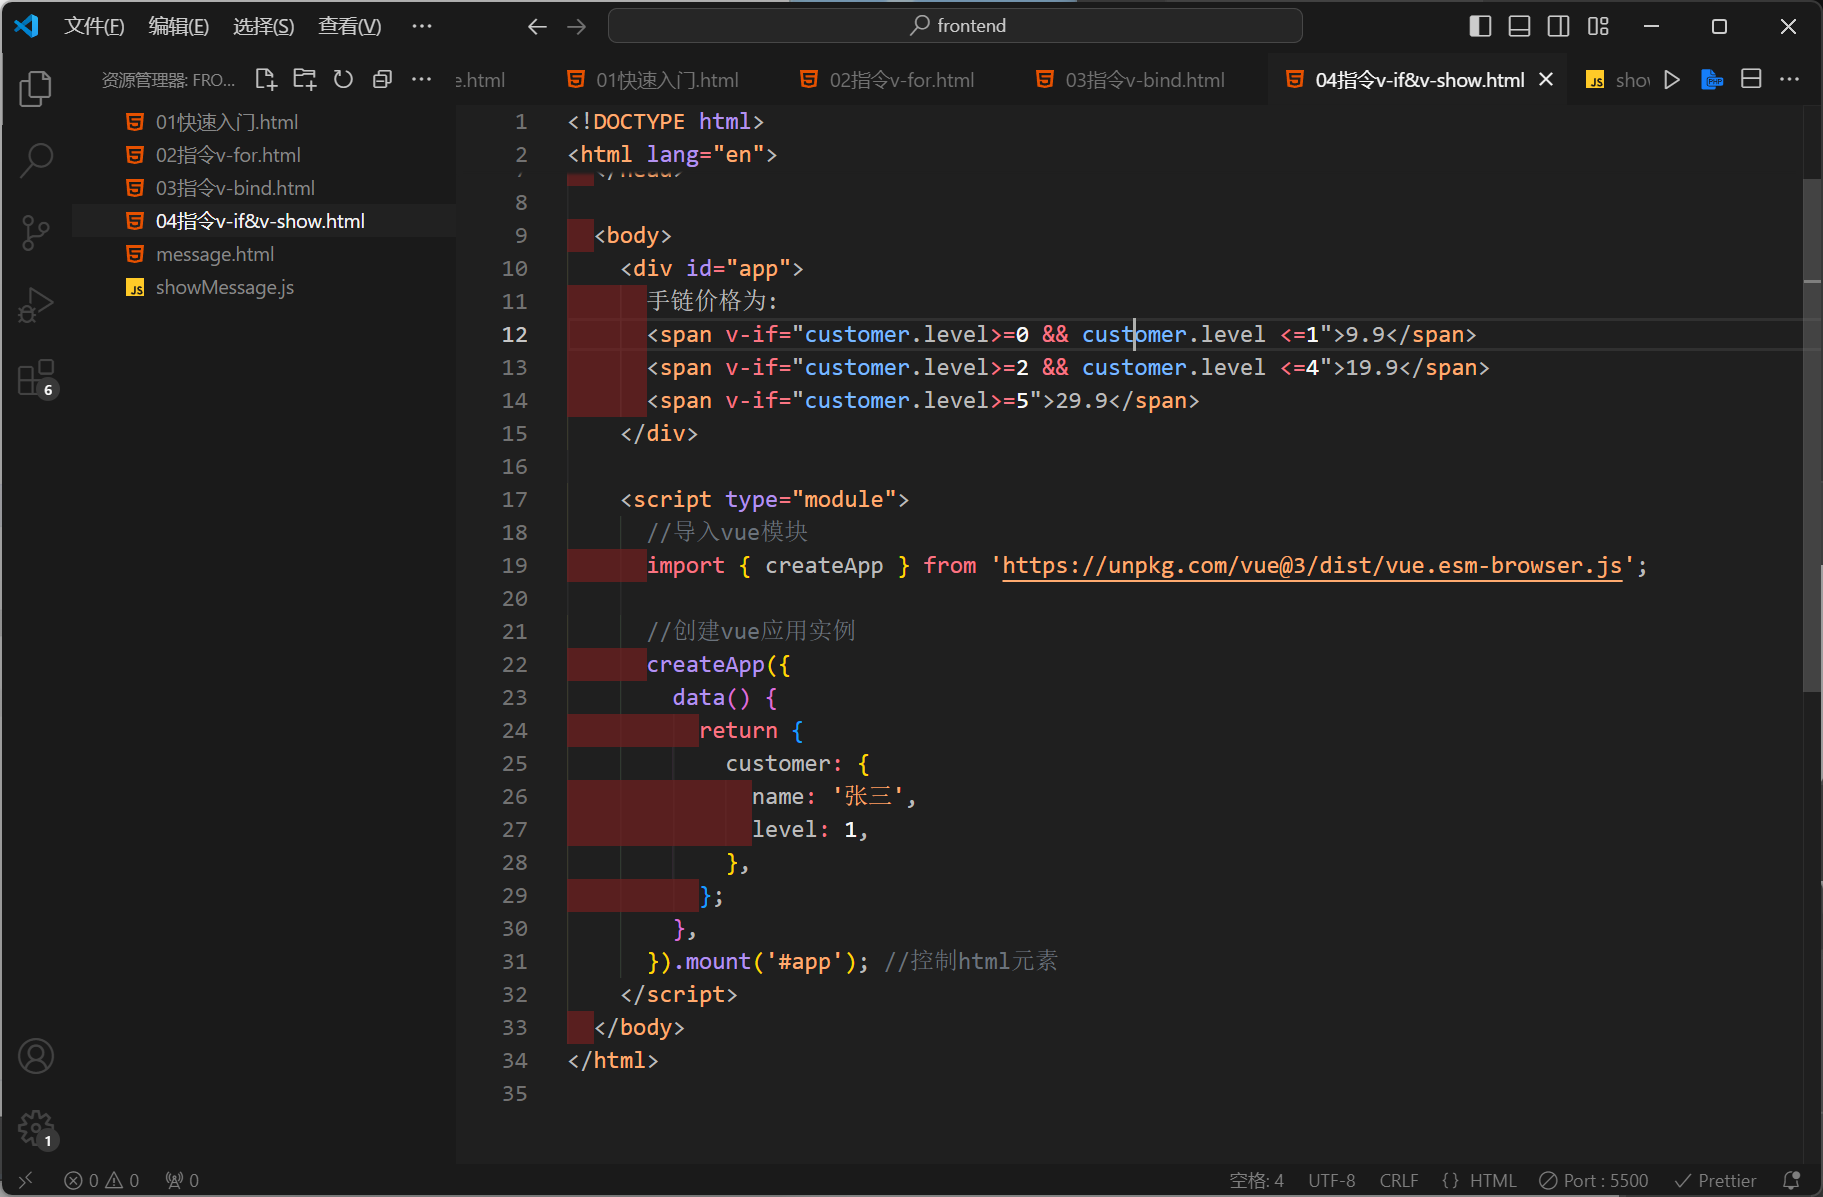 文件(F) 编辑(E) 选择(S) 查看(V) ··· frontend
资源管理器: FRO... e.html 01快速入门.html 02指令v-for.html 03指令v-bind.html 04指令v-if&v-show.html JS show
01快速入门.html
02指令v-for.html
03指令v-bind.html
04指令v-if&v-show.html
message.html
JS showMessage.js
6
1
1 <!DOCTYPE html>
2 <html lang="en">
7 </head>
8
9 <body>
10 <div id="app">
11 手链价格为:
12 <span v-if="customer.level>=0 && customer.level <=1">9.9</span>
13 <span v-if="customer.level>=2 && customer.level <=4">19.9</span>
14 <span v-if="customer.level>=5">29.9</span>
15 </div>
16
17 <script type="module">
18 //导入vue模块
19 import { createApp } from 'https://unpkg.com/vue@3/dist/vue.esm-browser.js';
20
21 //创建vue应用实例
22 createApp({
23 data() {
24 return {
25 customer: {
26 name: '张三',
27 level: 1,
28 },
29 };
30 },
31 }).mount('#app'); //控制html元素
32 </script>
33 </body>
34 </html>
35
0 0 0 空格: 4 UTF-8 CRLF {} HTML Port : 5500 Prettier